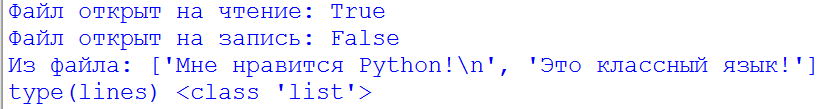 Файл открыт на чтение: True
Файл открыт на запись: False
Из файла: ['Мне нравится Python!\n', 'Это классный язык!']
type(lines) <class 'list'>